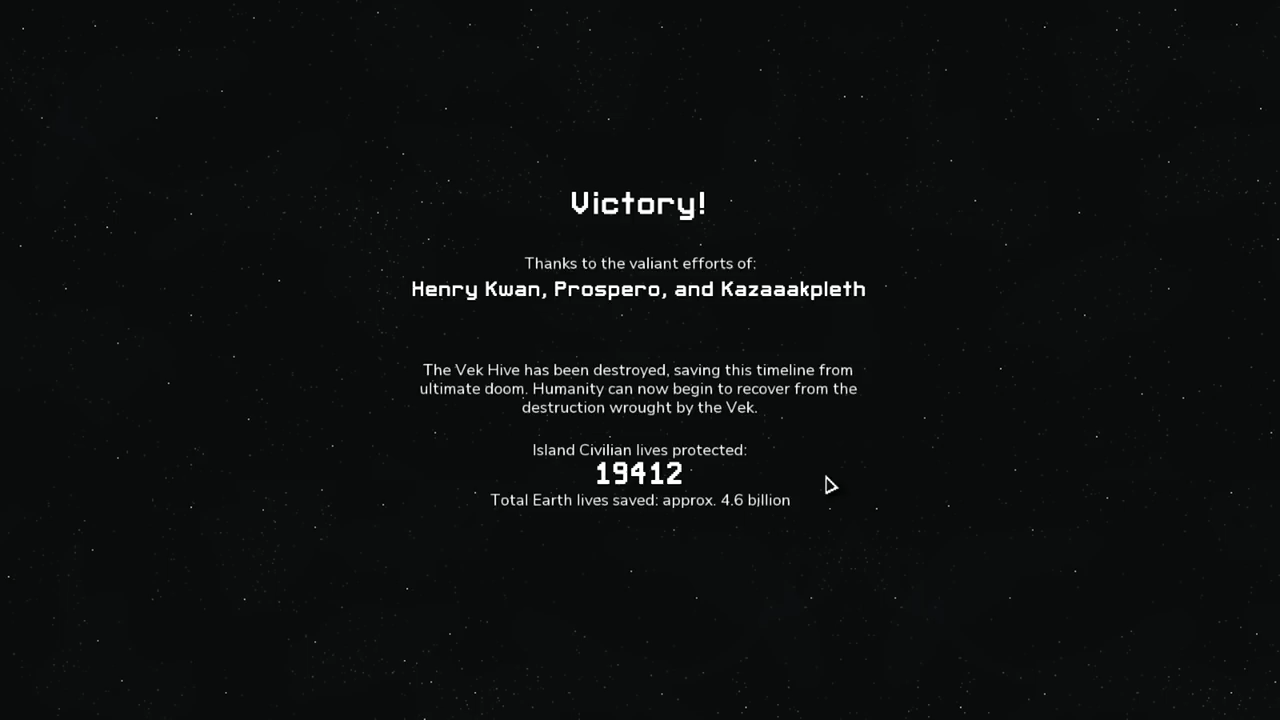 Victory!
Thanks to the valiant efforts of:
Henry Kwan, Prospero, and Kazaaakpleth
The Vek Hive has been destroyed, saving this timeline from
ultimate doom. Humanity can now begin to recover from the
destruction wrought by the Vek.
Island Civilian lives protected:
19412
Total Earth lives saved: approx. 4.6 billion